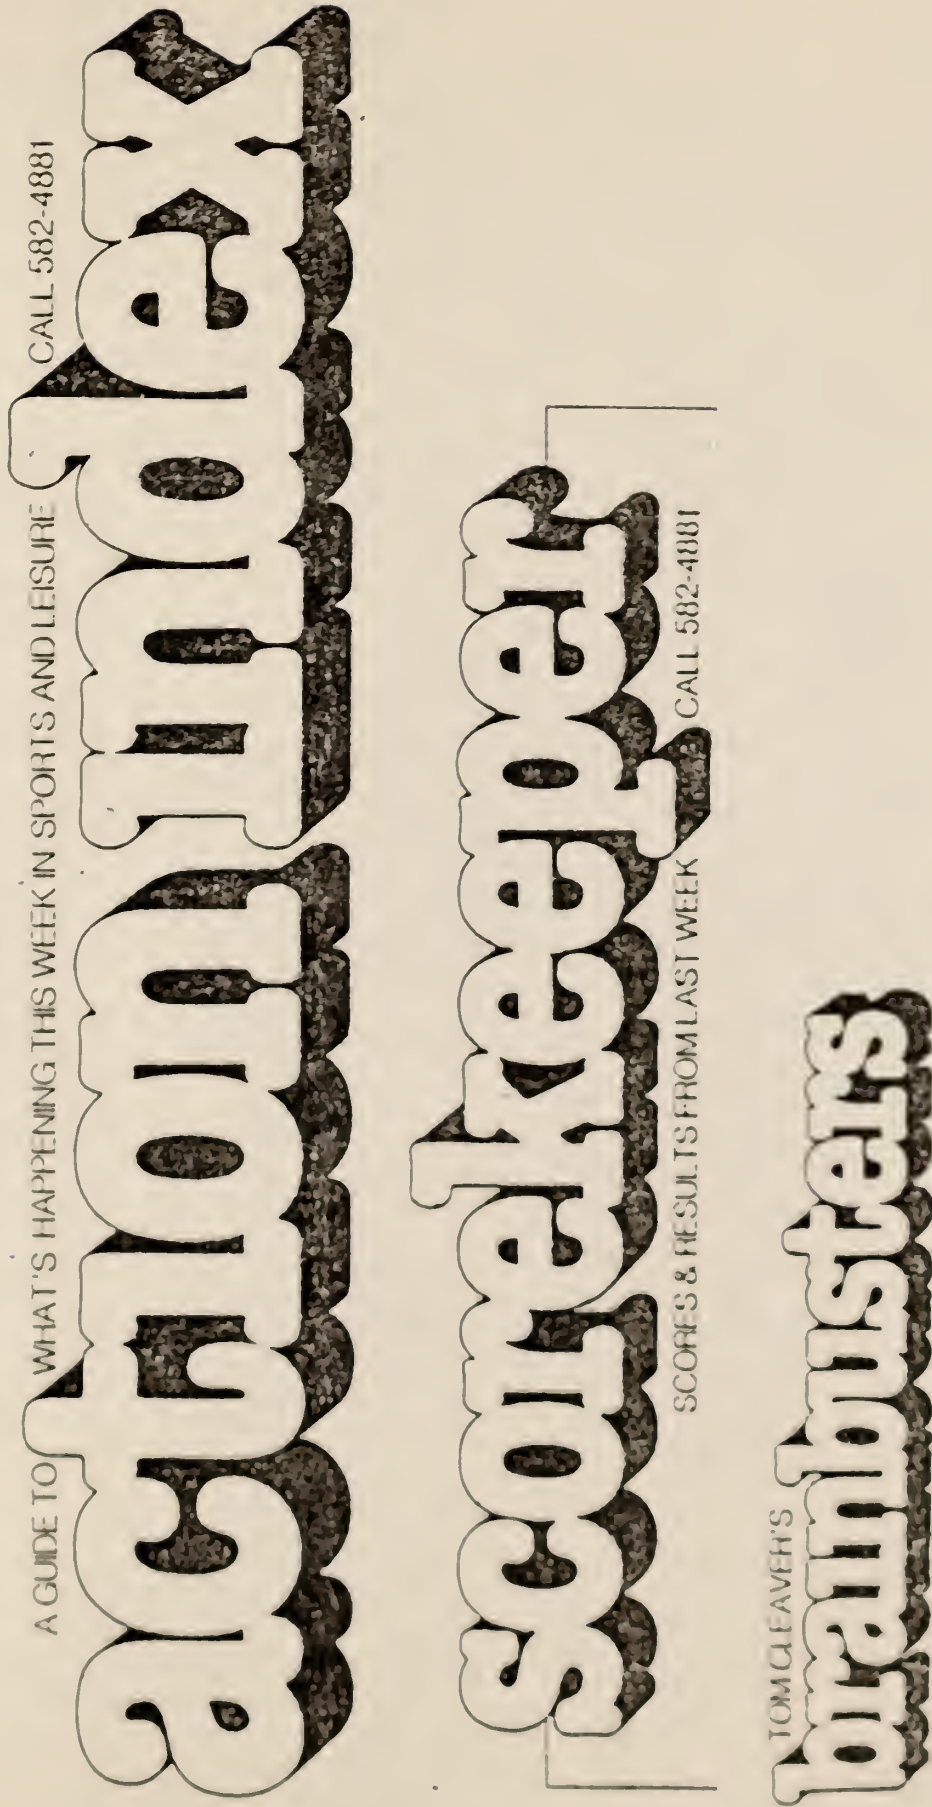 A GUIDE TO WHAT'S HAPPENING THIS WEEK IN SPORTS AND LEISURE CALL 582-4881
action index
scorekeeper
SCORES & RESULTS FROM LAST WEEK CALL 582-4881
TOM CLEAVER'S
brainbusters